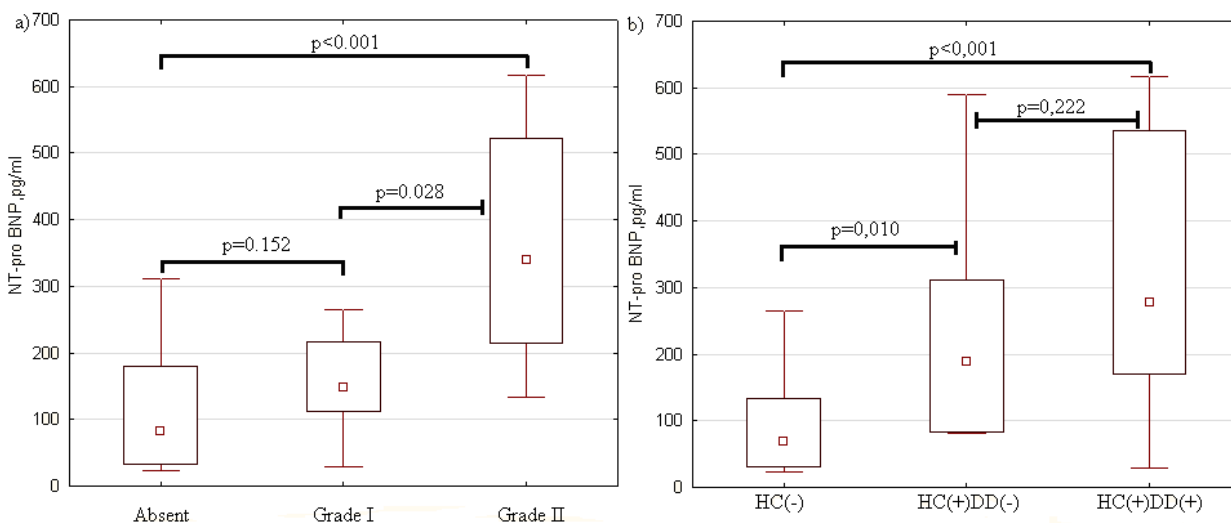 a)
700
600
500
400
300
200
100
0
NT-pro BNP,pg/ml
p<0.001
p=0.028
p=0.152
Absent
Grade I
Grade II
b)
700
600
500
400
300
200
100
0
NT-pro BNP,pg/ml
p<0,001
p=0,222
p=0,010
HC(-)
HC(+)DD(-)
HC(+)DD(+)